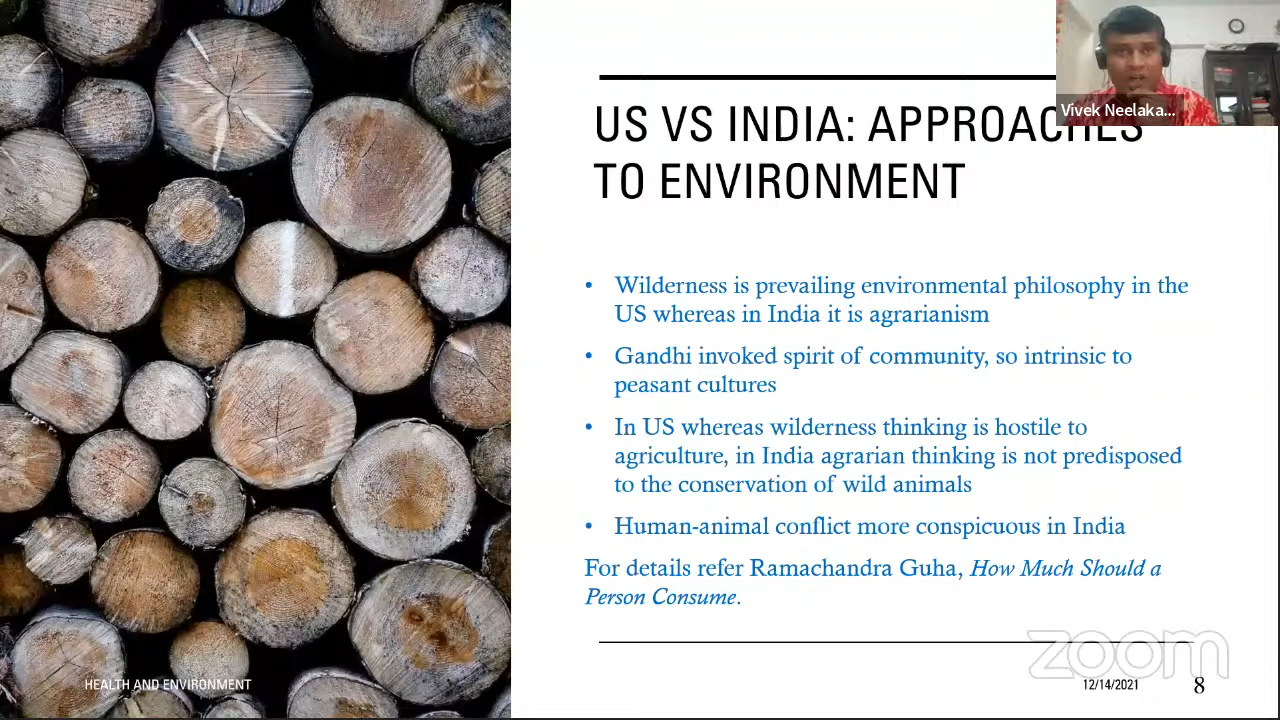 Vivek Neelaka...
US VS INDIA: APPROACHES
TO ENVIRONMENT
• Wilderness is prevailing environmental philosophy in the
US whereas in India it is agrarianism
• Gandhi invoked spirit of community, so intrinsic to
peasant cultures
• In US whereas wilderness thinking is hostile to
agriculture, in India agrarian thinking is not predisposed
to the conservation of wild animals
• Human-animal conflict more conspicuous in India
For details refer Ramachandra Guha, How Much Should a
Person Consume.
zoom
HEALTH AND ENVIRONMENT
12/14/2021
8